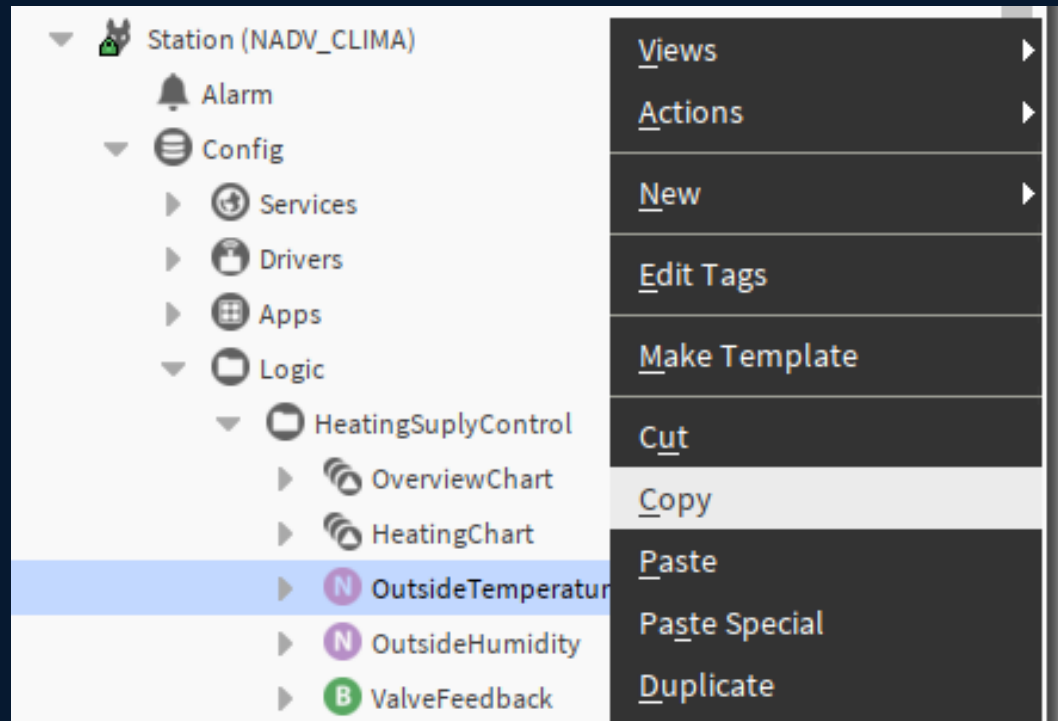 Station (NADV_CLIMA)
Alarm
Config
Services
Drivers
Apps
Logic
HeatingSuplyControl
OverviewChart
HeatingChart
N OutsideTemperatur
N OutsideHumidity
B ValveFeedback
Views
Actions
New
Edit Tags
Make Template
Cut
Copy
Paste
Paste Special
Duplicate